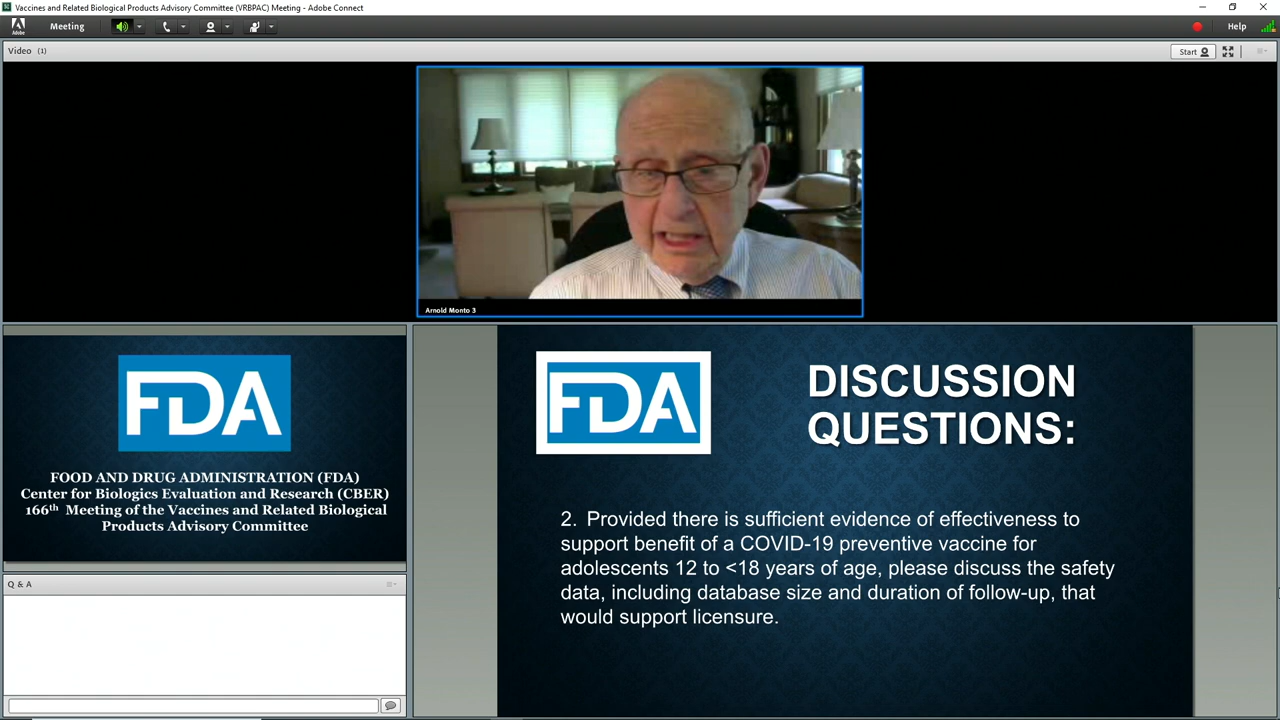 Vaccines and Related Biological Products Advisory Committee (VRBPAC) Meeting - Adobe Connect
Adobe
Meeting
Help
Video (1)
Start
Arnold Monto 3
FDA
FOOD AND DRUG ADMINISTRATION (FDA)
Center for Biologics Evaluation and Research (CBER)
166th Meeting of the Vaccines and Related Biological
Products Advisory Committee
Q & A
FDA
DISCUSSION
QUESTIONS:
2. Provided there is sufficient evidence of effectiveness to
support benefit of a COVID-19 preventive vaccine for
adolescents 12 to <18 years of age, please discuss the safety
data, including database size and duration of follow-up, that
would support licensure.